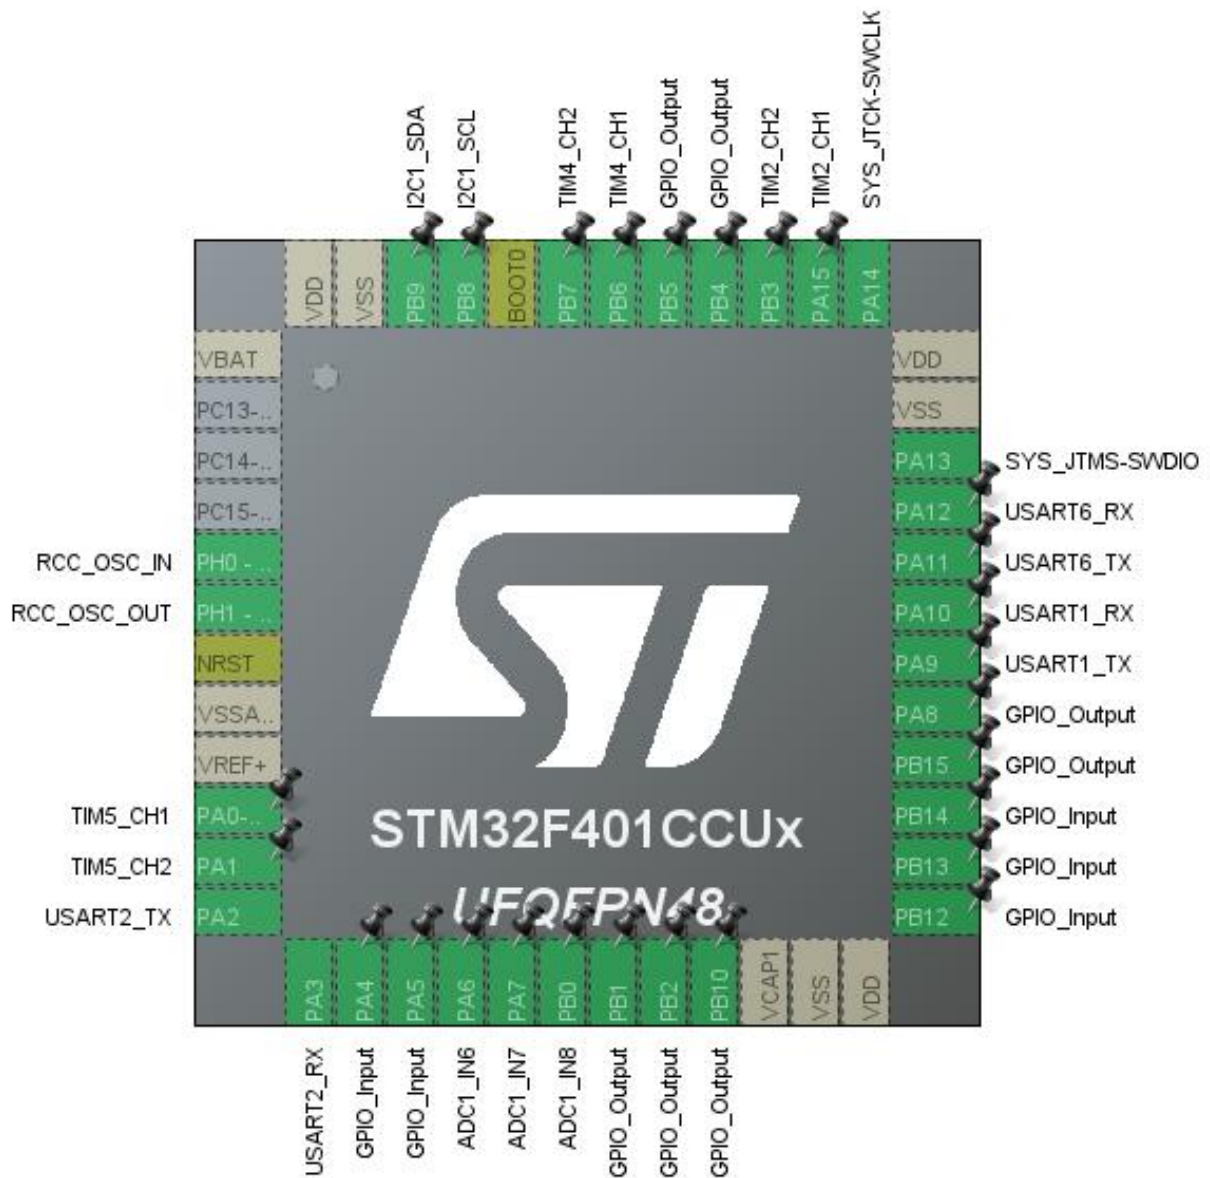 I2C1_SDA
I2C1_SCL
TIM4_CH2
TIM4_CH1
GPIO_Output
GPIO_Output
TIM2_CH2
TIM2_CH1
SYS_JTCK-SWCLK
VDD
VSS
PB9
PB8
BOOT0
PB7
PB6
PB5
PB4
PB3
PA15
PA14
VBAT
PC13-..
PC14-..
PC15-..
RCC_OSC_IN PH0 - ..
RCC_OSC_OUT PH1 - ..
NRST
VSSA..
VREF+
TIM5_CH1 PA0-..
TIM5_CH2 PA1
USART2_TX PA2
VDD
VSS
PA13 SYS_JTMS-SWDIO
PA12 USART6_RX
PA11 USART6_TX
PA10 USART1_RX
PA9 USART1_TX
PA8 GPIO_Output
PB15 GPIO_Output
PB14 GPIO_Input
PB13 GPIO_Input
PB12 GPIO_Input
ST
STM32F401CCUx
UFQFPN48
PA3
PA4
PA5
PA6
PA7
PB0
PB1
PB2
PB10
VCAP1
VSS
VDD
USART2_RX
GPIO_Input
GPIO_Input
ADC1_IN6
ADC1_IN7
ADC1_IN8
GPIO_Output
GPIO_Output
GPIO_Output